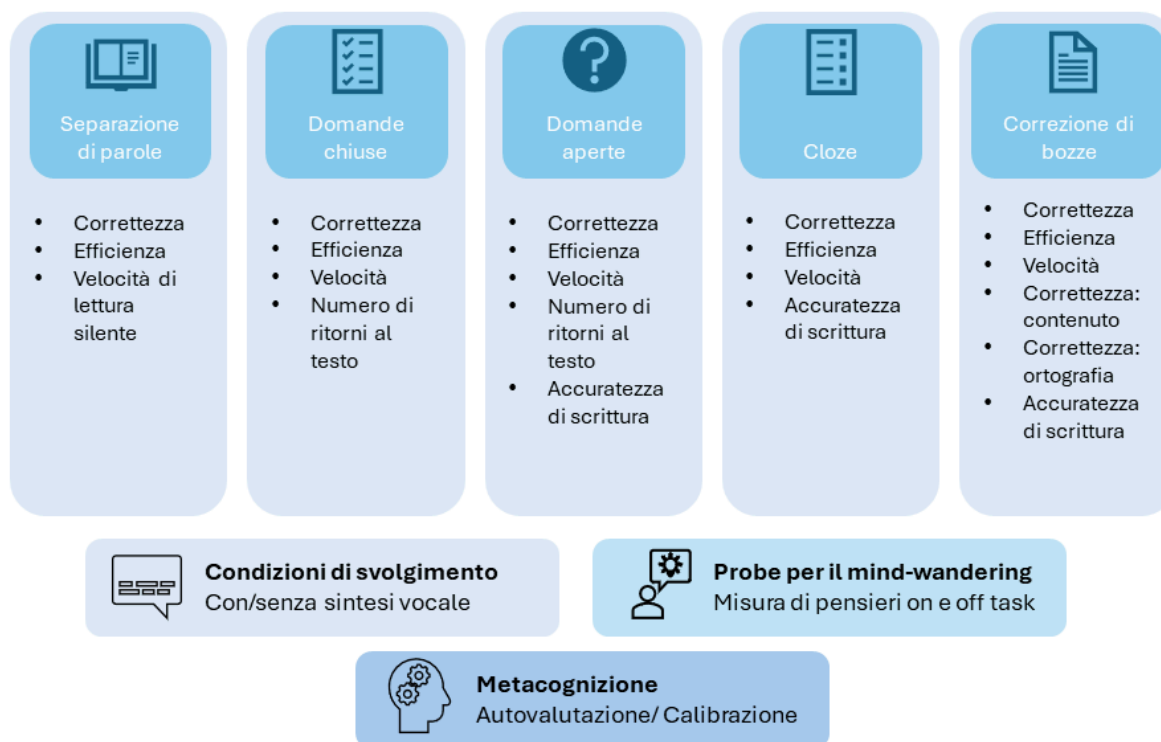 Separazione
di parole
• Correttezza
• Efficienza
• Velocità di
lettura
silente
Domande
chiuse
• Correttezza
• Efficienza
• Velocità
• Numero di
ritorni al
testo
Domande
aperte
• Correttezza
• Efficienza
• Velocità
• Numero di
ritorni al
testo
• Accuratezza
di scrittura
Cloze
• Correttezza
• Efficienza
• Velocità
• Accuratezza
di scrittura
Correzione di
bozze
• Correttezza
• Efficienza
• Velocità
• Correttezza:
contenuto
• Correttezza:
ortografia
• Accuratezza
di scrittura
Condizioni di svolgimento
Con/senza sintesi vocale
Probe per il mind-wandering
Misura di pensieri on e off task
Metacognizione
Autovalutazione/ Calibrazione